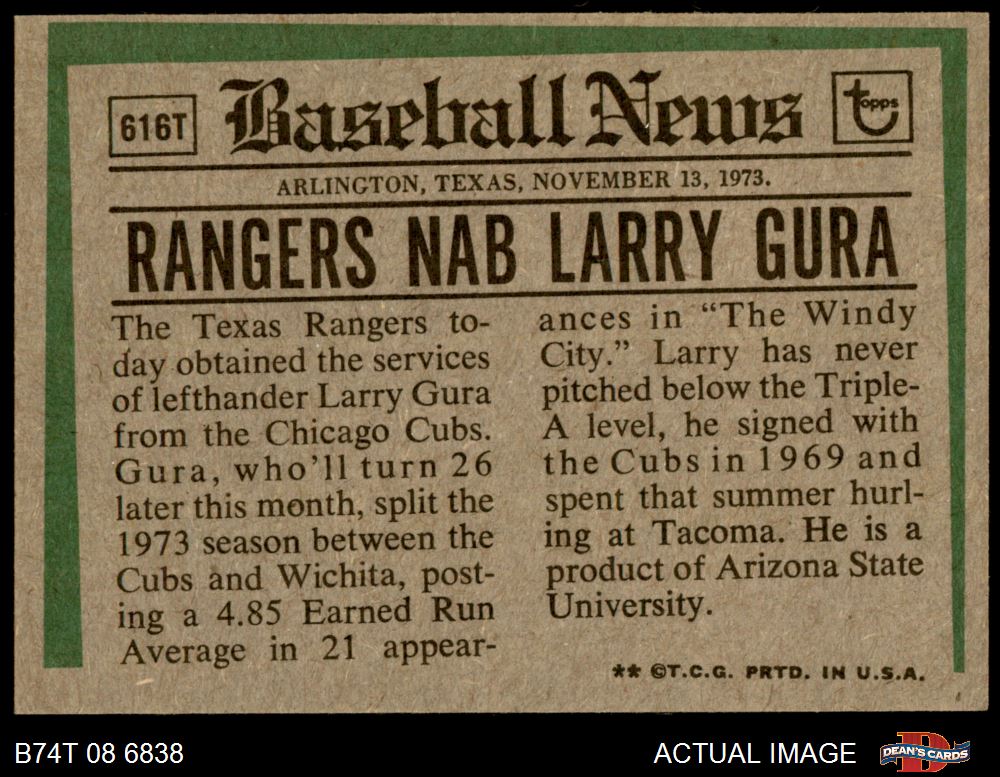 616T
Baseball News
topps
ARLINGTON, TEXAS, NOVEMBER 13, 1973.
RANGERS NAB LARRY GURA
The Texas Rangers to-
day obtained the services
of lefthander Larry Gura
from the Chicago Cubs.
Gura, who'll turn 26
later this month, split the
1973 season between the
Cubs and Wichita, post-
ing a 4.85 Earned Run
Average in 21 appear-
ances in “The Windy
City.” Larry has never
pitched below the Triple-
A level, he signed with
the Cubs in 1969 and
spent that summer hurl-
ing at Tacoma. He is a
product of Arizona State
University.
** ©T.C.G. PRTD. IN U.S.A.
B74T 08 6838
ACTUAL IMAGE
DEAN'S CARDS